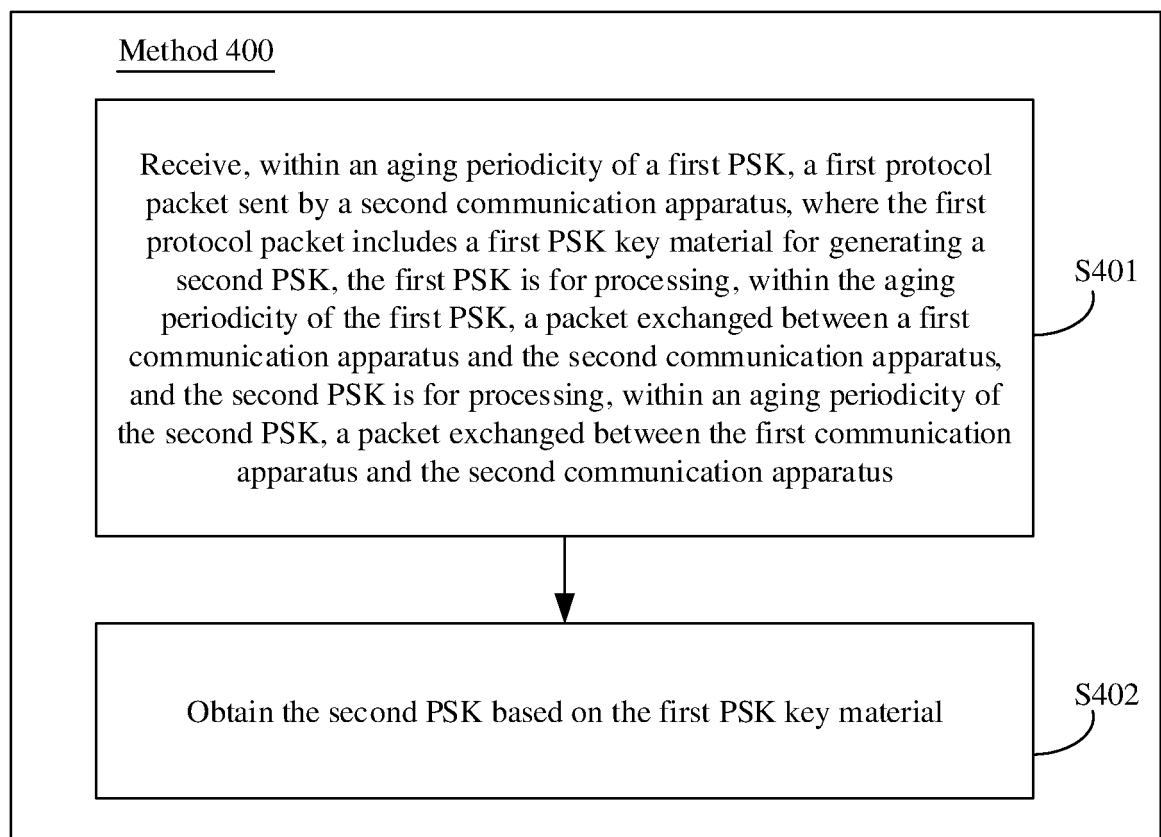 Method 400
Receive, within an aging periodicity of a first PSK, a first protocol
packet sent by a second communication apparatus, where the first
protocol packet includes a first PSK key material for generating a
second PSK, the first PSK is for processing, within the aging
periodicity of the first PSK, a packet exchanged between a first
communication apparatus and the second communication apparatus,
and the second PSK is for processing, within an aging periodicity of
the second PSK, a packet exchanged between the first communication
apparatus and the second communication apparatus
S401
Obtain the second PSK based on the first PSK key material
S402